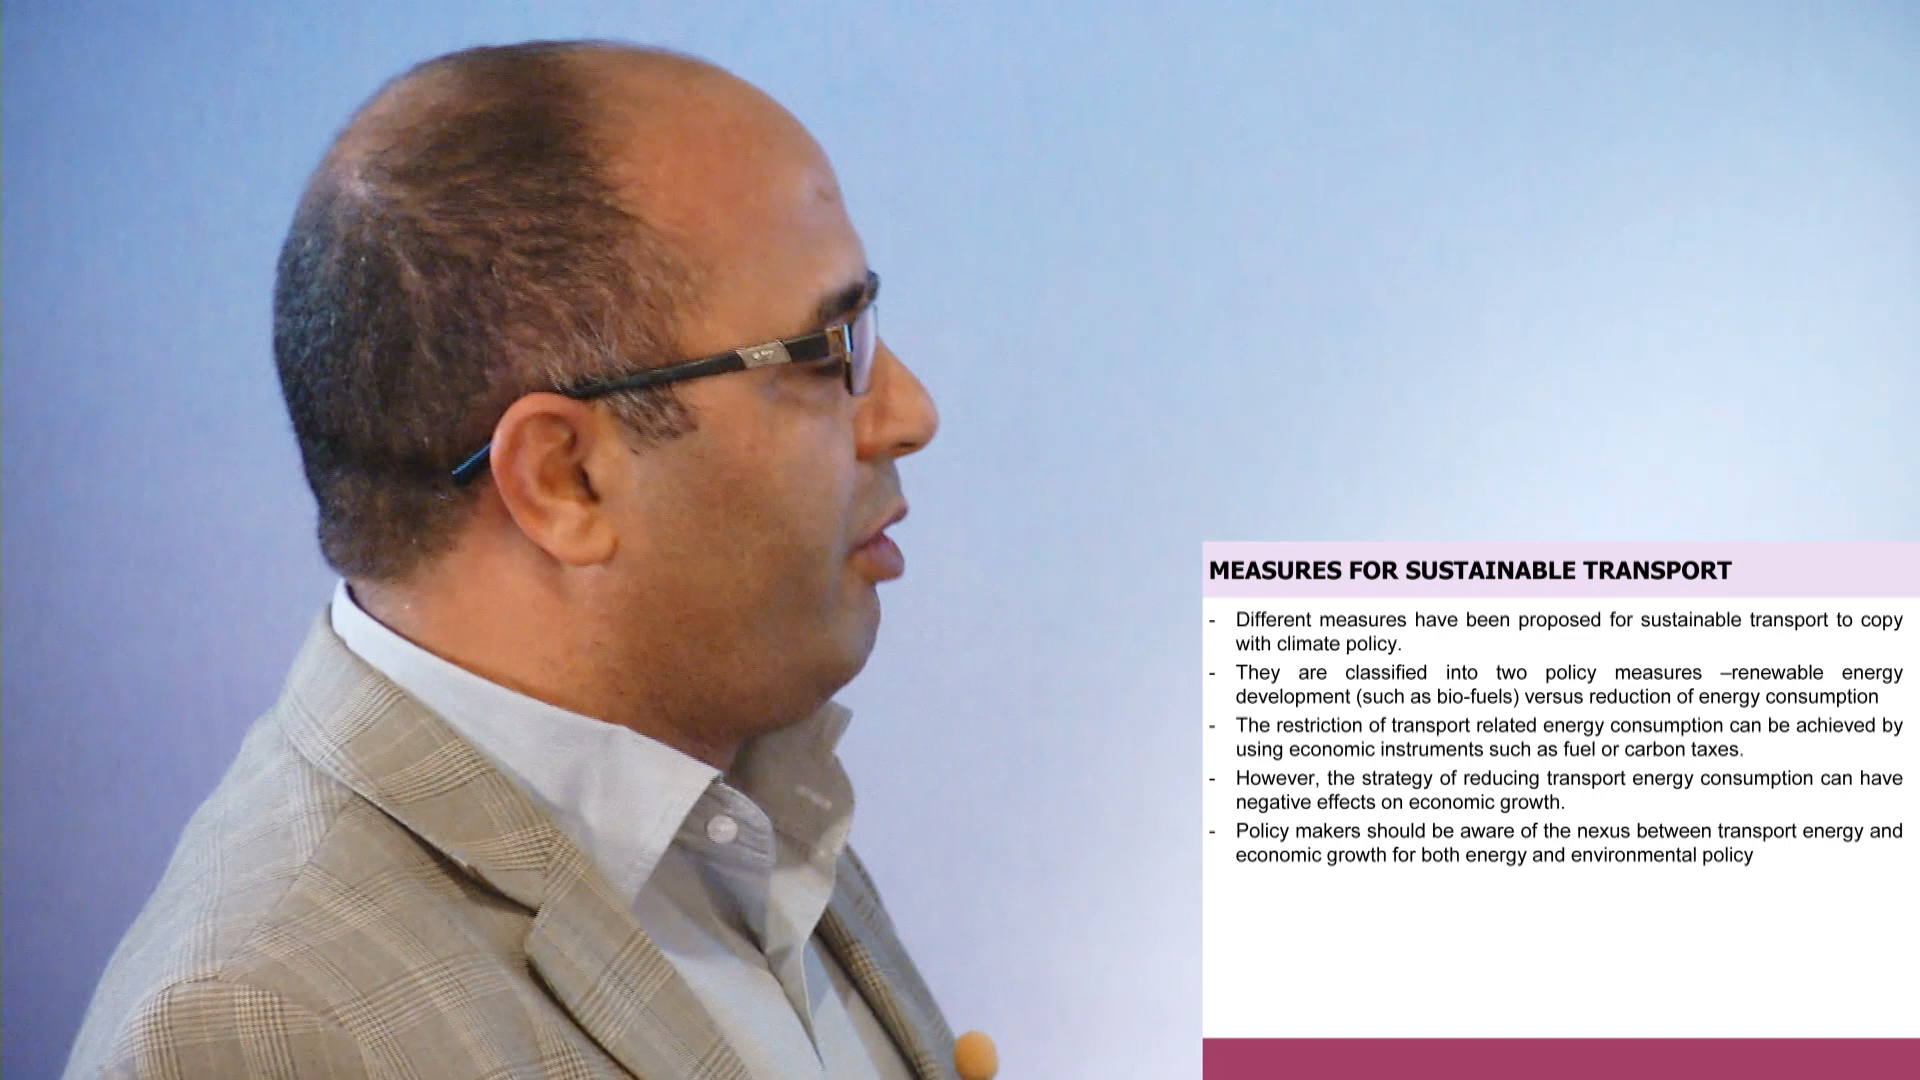 MEASURES FOR SUSTAINABLE TRANSPORT
- Different measures have been proposed for sustainable transport to copy
with climate policy.
- They are classified into two policy measures –renewable energy
development (such as bio-fuels) versus reduction of energy consumption
- The restriction of transport related energy consumption can be achieved by
using economic instruments such as fuel or carbon taxes.
- However, the strategy of reducing transport energy consumption can have
negative effects on economic growth.
- Policy makers should be aware of the nexus between transport energy and
economic growth for both energy and environmental policy